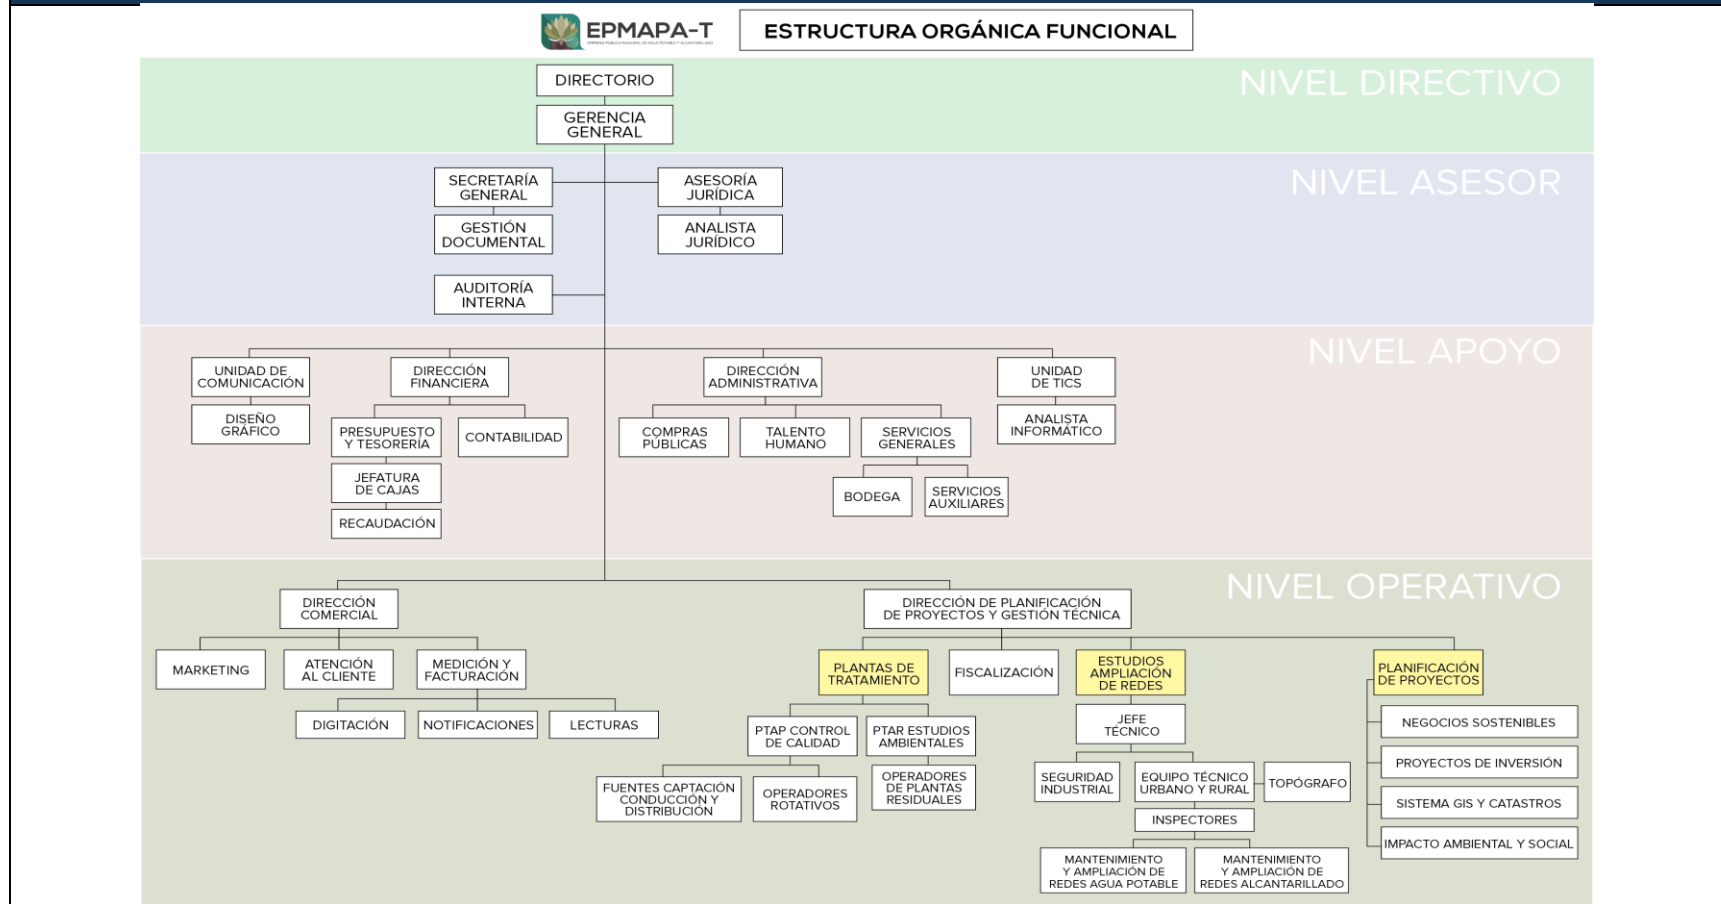 EPMAPA-T
EMPRESA PÚBLICA MUNICIPAL DE AGUA POTABLE Y ALCANTARILLADO
ESTRUCTURA ORGÁNICA FUNCIONAL
NIVEL DIRECTIVO
DIRECTORIO
GERENCIA
GENERAL
NIVEL ASESOR
SECRETARÍA
GENERAL
ASESORÍA
JURÍDICA
GESTIÓN
DOCUMENTAL
ANALISTA
JURÍDICO
AUDITORÍA
INTERNA
NIVEL APOYO
UNIDAD DE
COMUNICACIÓN
DIRECCIÓN
FINANCIERA
DIRECCIÓN
ADMINISTRATIVA
UNIDAD
DE TICS
DISEÑO
GRÁFICO
PRESUPUESTO
Y TESORERÍA
CONTABILIDAD
COMPRAS
PÚBLICAS
TALENTO
HUMANO
SERVICIOS
GENERALES
ANALISTA
INFORMÁTICO
JEFATURA
DE CAJAS
BODEGA
SERVICIOS
AUXILIARES
RECAUDACIÓN
NIVEL OPERATIVO
DIRECCIÓN
COMERCIAL
DIRECCIÓN DE PLANIFICACIÓN
DE PROYECTOS Y GESTIÓN TÉCNICA
MARKETING
ATENCIÓN
AL CLIENTE
MEDICIÓN Y
FACTURACIÓN
PLANTAS DE
TRATAMIENTO
FISCALIZACIÓN
ESTUDIOS
AMPLIACIÓN
DE REDES
PLANIFICACIÓN
DE PROYECTOS
DIGITACIÓN
NOTIFICACIONES
LECTURAS
PTAP CONTROL
DE CALIDAD
PTAR ESTUDIOS
AMBIENTALES
JEFE
TÉCNICO
NEGOCIOS SOSTENIBLES
FUENTES CAPTACIÓN
CONDUCCIÓN Y
DISTRIBUCIÓN
OPERADORES
ROTATIVOS
OPERADORES
DE PLANTAS
RESIDUALES
SEGURIDAD
INDUSTRIAL
EQUIPO TÉCNICO
URBANO Y RURAL
TOPÓGRAFO
PROYECTOS DE INVERSIÓN
INSPECTORES
SISTEMA GIS Y CATASTROS
MANTENIMIENTO
Y AMPLIACIÓN DE
REDES AGUA POTABLE
MANTENIMIENTO
Y AMPLIACIÓN DE
REDES ALCANTARILLADO
IMPACTO AMBIENTAL Y SOCIAL